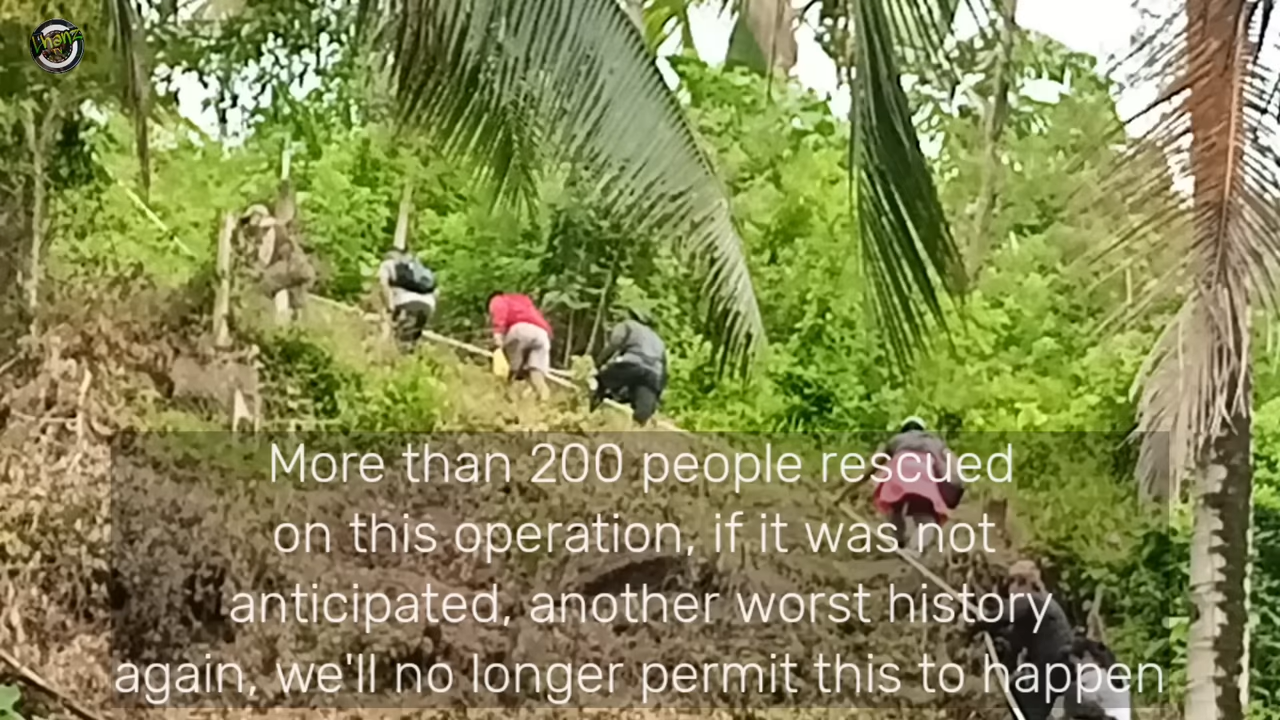 More than 200 people rescued
on this operation, if it was not
anticipated, another worst history
again, we'll no longer permit this to happen